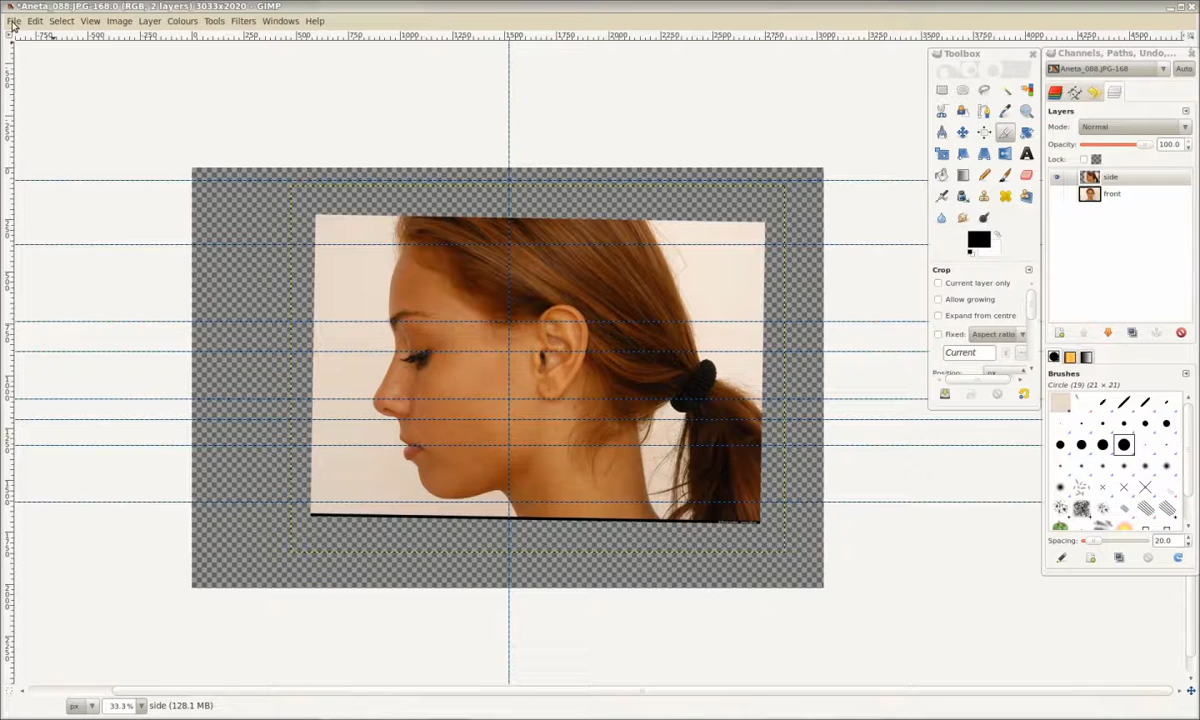 *Aneta_088.JPG-168.0 (RGB, 2 layers) 3033x2020 - GIMP
File Edit Select View Image Layer Colours Tools Filters Windows Help
Toolbox
Channels, Paths, Undo,...
Aneta_088.JPG-168 Auto
Layers
Mode: Normal
Opacity: 100.0
Lock:
side
front
Crop
Current layer only
Allow growing
Expand from centre
Fixed: Aspect ratio
Current
Position: px
Brushes
Circle (19) (21 × 21)
Spacing: 20.0
px 33.3% side (128.1 MB)